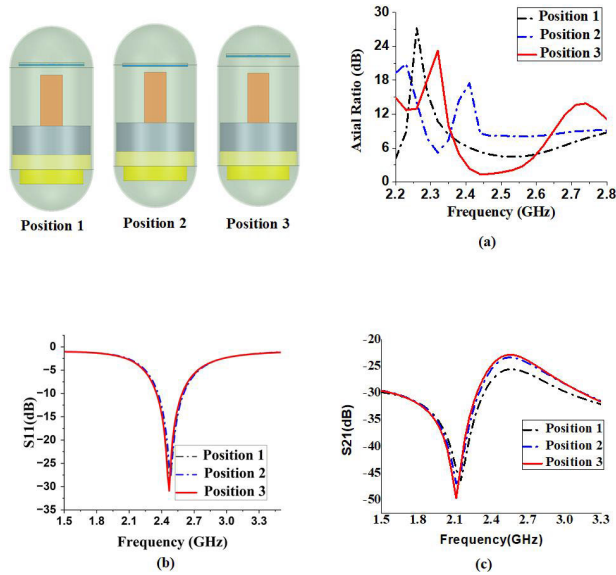 Position 1
Position 2
Position 3
30
24
18
12
6
0
Axial Ratio (dB)
Position 1
Position 2
Position 3
2.2 2.3 2.4 2.5 2.6 2.7 2.8
Frequency (GHz)
(a)
0
−5
−10
−15
−20
−25
−30
−35
S11(dB)
Position 1
Position 2
Position 3
1.5 2.1 2.4 2.7 3.0 3.3
Frequency (GHz)
(b)
-20
-25
-30
-35
-40
-45
-50
S21(dB)
Position 1
Position 2
Position 3
1.5 1.8 2.1 2.4 2.6 3.0 3.3
Frequency(GHz)
(c)